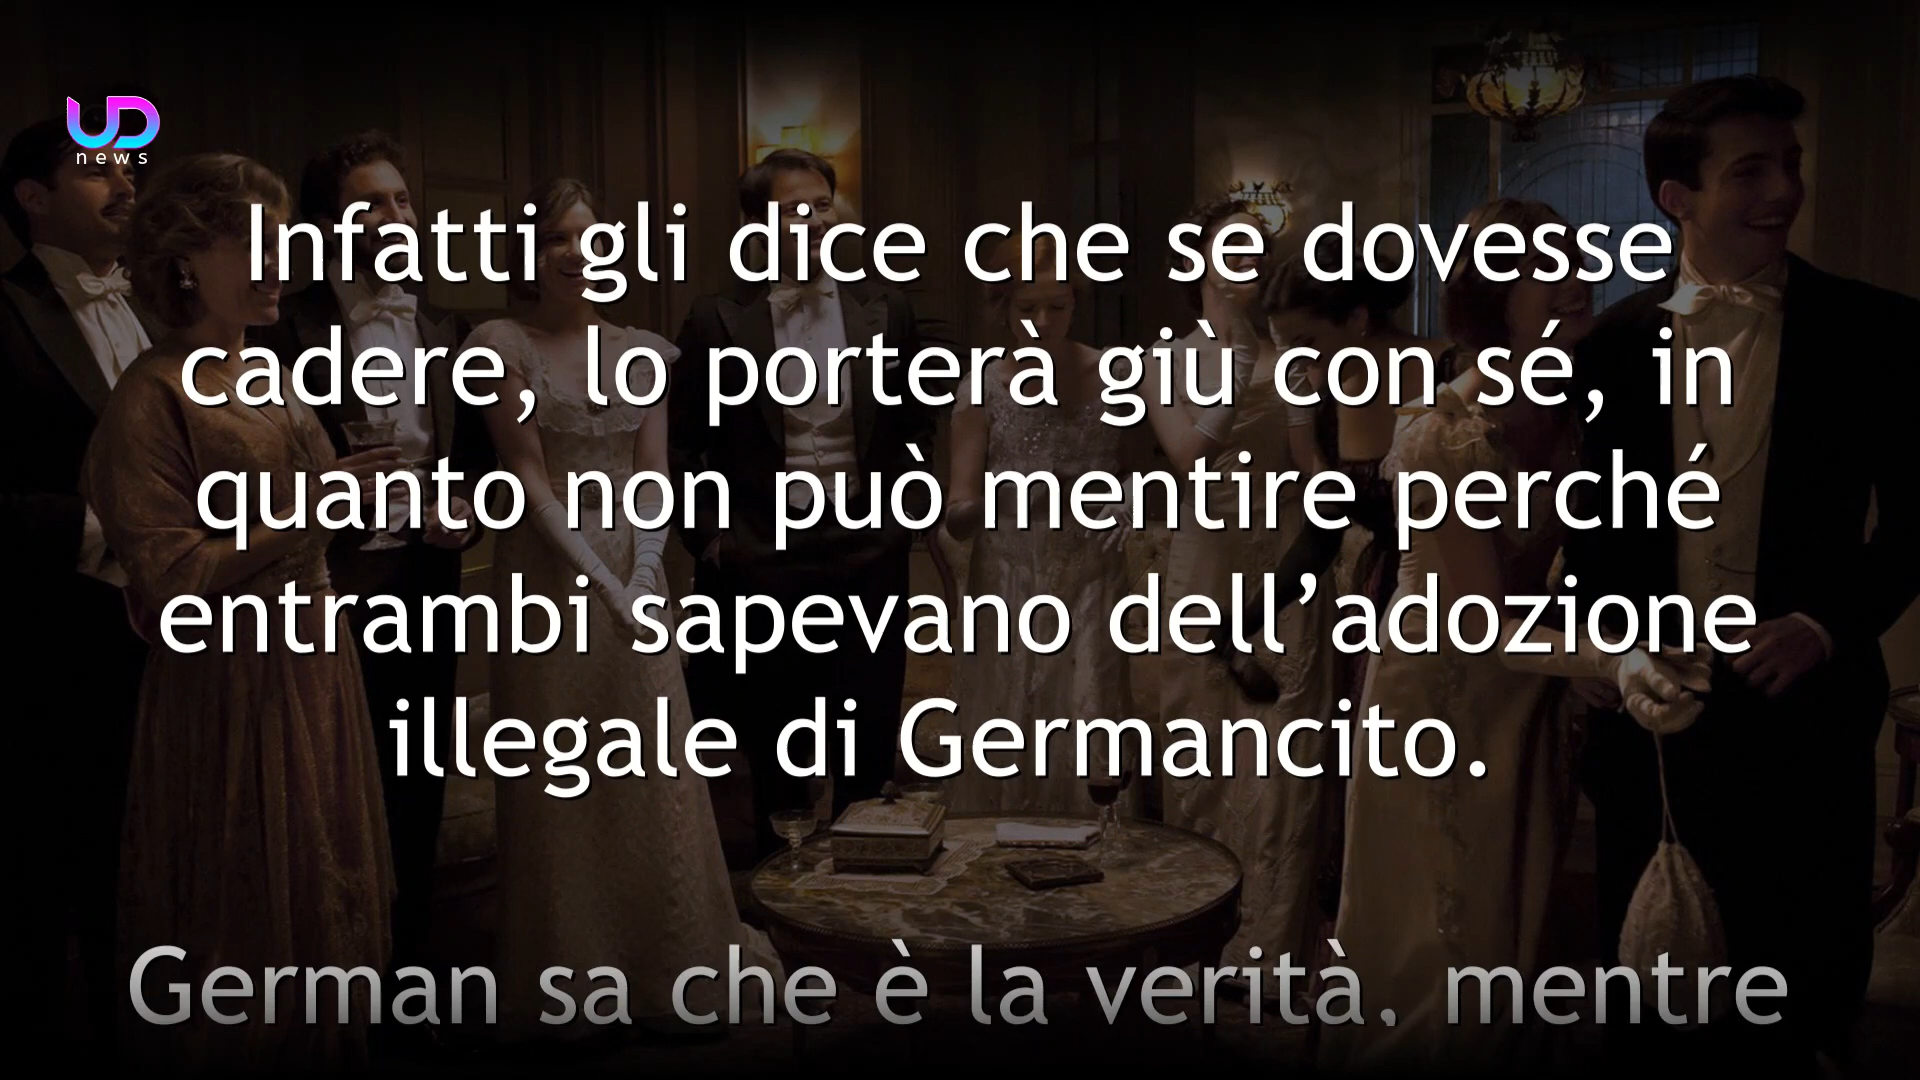 UD
news
Infatti gli dice che se dovesse
cadere, lo porterà giù con sé, in
quanto non può mentire perché
entrambi sapevano dell’adozione
illegale di Germancito.
German sa che è la verità, mentre